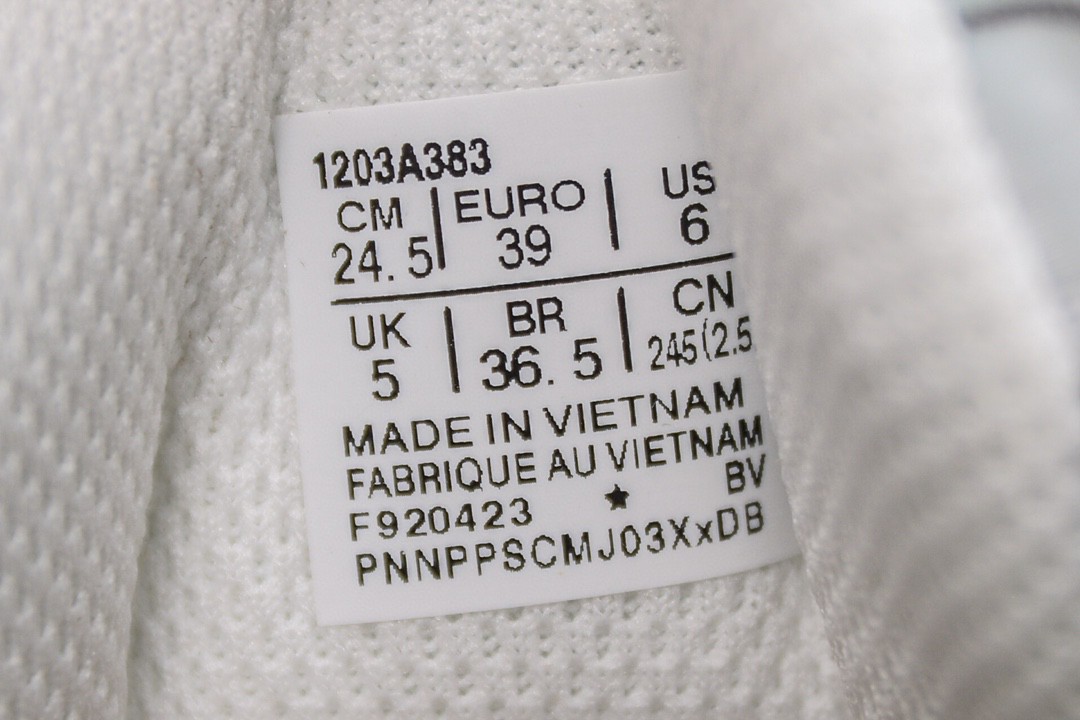 1203A383
CM | EURO | US
24.5 | 39 | 6
UK | BR | CN
5 | 36.5 | 245(2.5
MADE IN VIETNAM
FABRIQUE AU VIETNAM
F920423 ★ BV
PNNPPSCMJ03XxDB